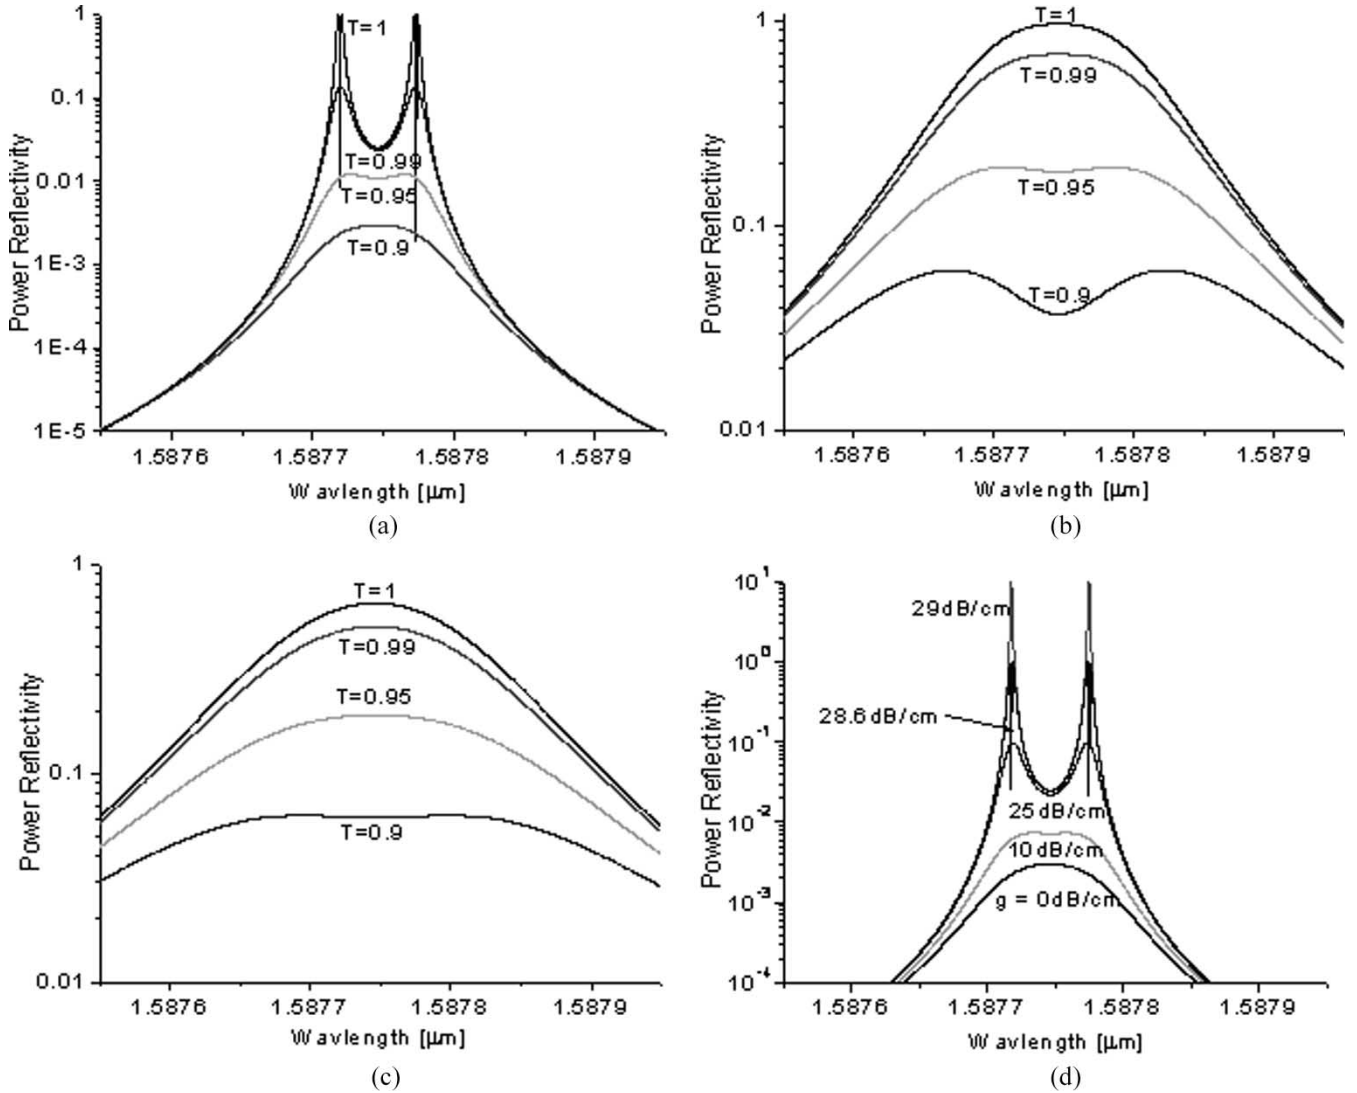 1
0.1
0.01
1E-3
1E-4
1E-5
Power Reflectivity
T=1
T=0.99
T=0.95
T=0.9
1.5876 1.5877 1.5878 1.5879
Wavlength [μm]
(a)
1
0.1
0.01
Power Reflectivity
T=1
T=0.99
T=0.95
T=0.9
1.5876 1.5877 1.5878 1.5879
Wavlength [μm]
(b)
1
0.1
0.01
Power Reflectivity
T=1
T=0.99
T=0.95
T=0.9
1.5876 1.5877 1.5878 1.5879
Wavlength [μm]
(c)
10^1
10^0
10^-1
10^-2
10^-3
10^-4
Power Reflectivity
29dB/cm
28.6dB/cm
25dB/cm
10dB/cm
g = 0dB/cm
1.5876 1.5877 1.5878 1.5879
Wavlength [μm]
(d)